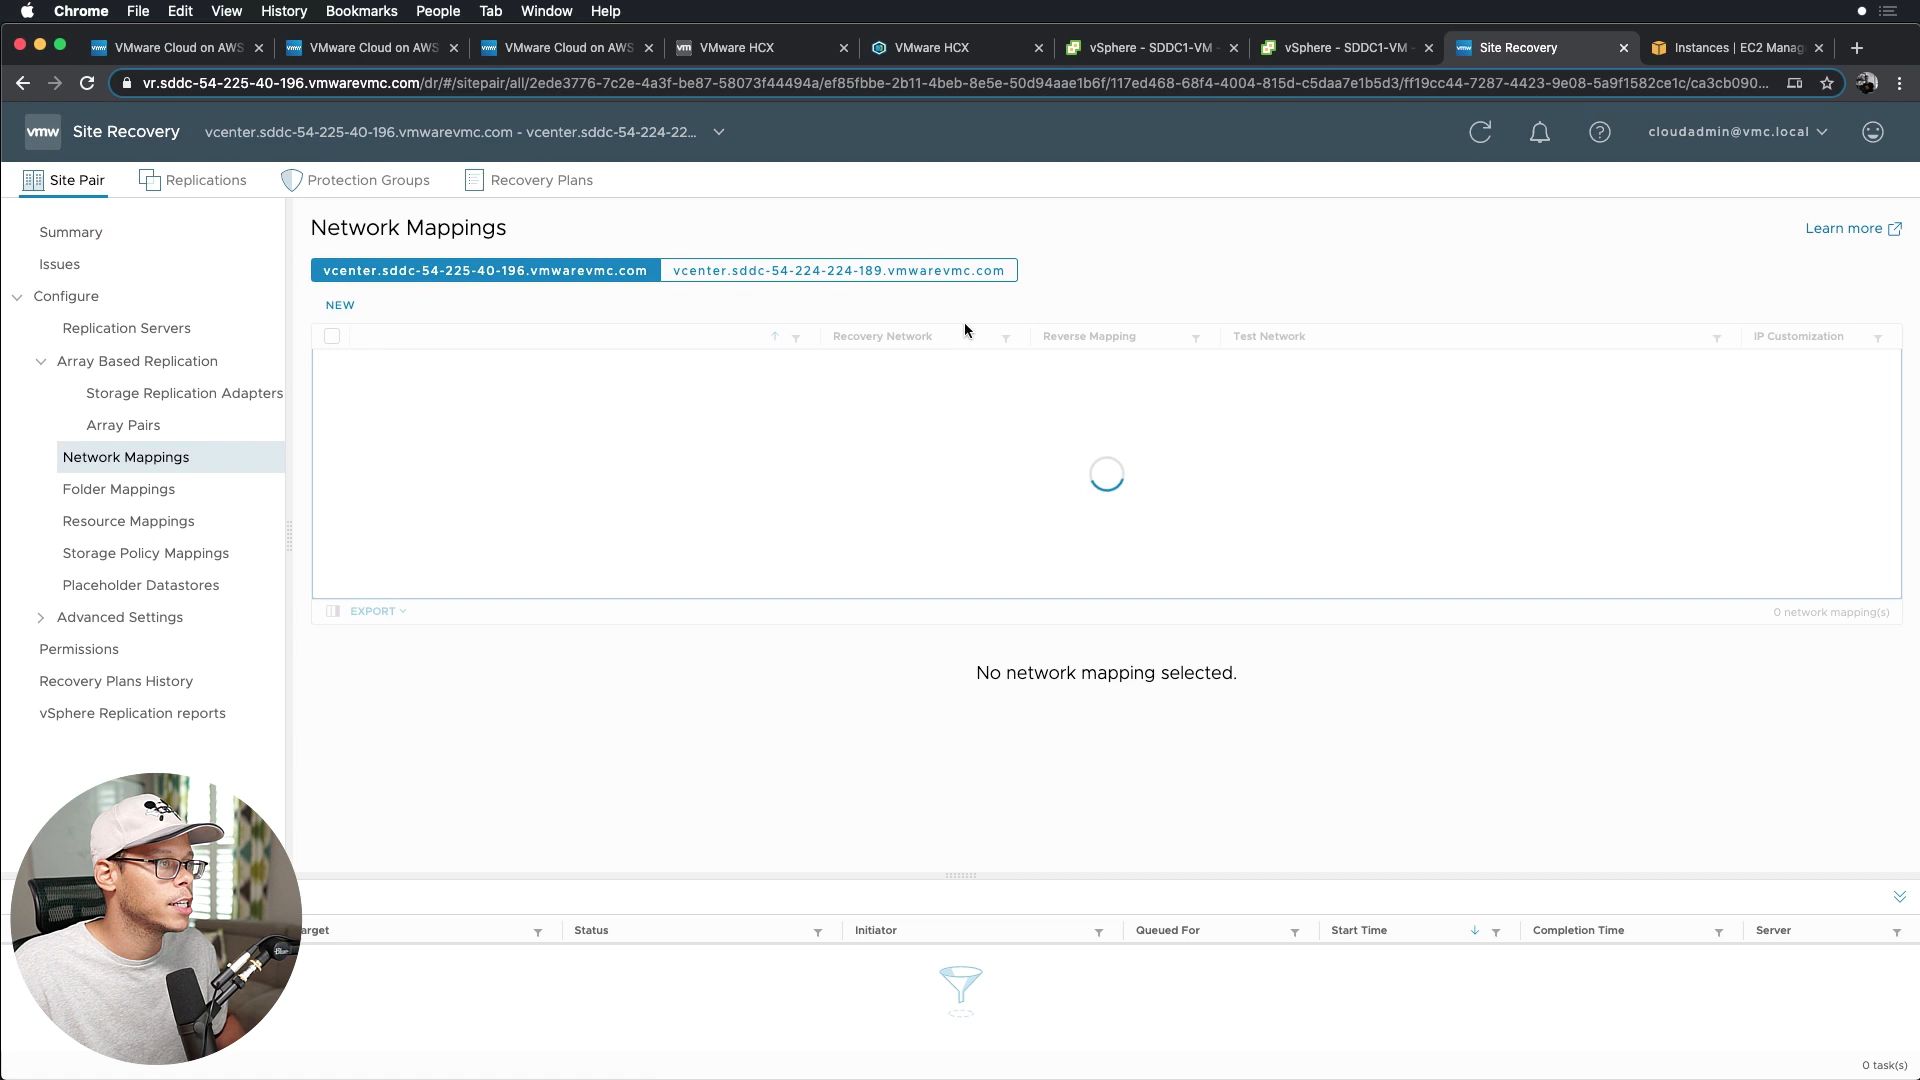 Chrome File Edit View History Bookmarks People Tab Window Help
VMware Cloud on AWS
VMware Cloud on AWS
VMware Cloud on AWS
VMware HCX
VMware HCX
vSphere - SDDC1-VM
vSphere - SDDC1-VM
Site Recovery
Instances | EC2 Manag
vr.sddc-54-225-40-196.vmwarevmc.com/dr/#/sitepair/all/2ede3776-7c2e-4a3f-be87-58073f44494a/ef85fbbe-2b11-4beb-8e5e-50d94aae1b6f/117ed468-68f4-4004-815d-c5daa7e1b5d3/ff19cc44-7287-4423-9e08-5a9f1582ce1c/ca3cb090...
vmw Site Recovery vcenter.sddc-54-225-40-196.vmwarevmc.com - vcenter.sddc-54-224-22... cloudadmin@vmc.local
Site Pair Replications Protection Groups Recovery Plans
Summary
Issues
Configure
Replication Servers
Array Based Replication
Storage Replication Adapters
Array Pairs
Network Mappings
Folder Mappings
Resource Mappings
Storage Policy Mappings
Placeholder Datastores
Advanced Settings
Permissions
Recovery Plans History
vSphere Replication reports
Network Mappings
Learn more
vcenter.sddc-54-225-40-196.vmwarevmc.com vcenter.sddc-54-224-224-189.vmwarevmc.com
NEW
Recovery Network Reverse Mapping Test Network IP Customization
EXPORT 0 network mapping(s)
No network mapping selected.
arget Status Initiator Queued For Start Time Completion Time Server
0 task(s)